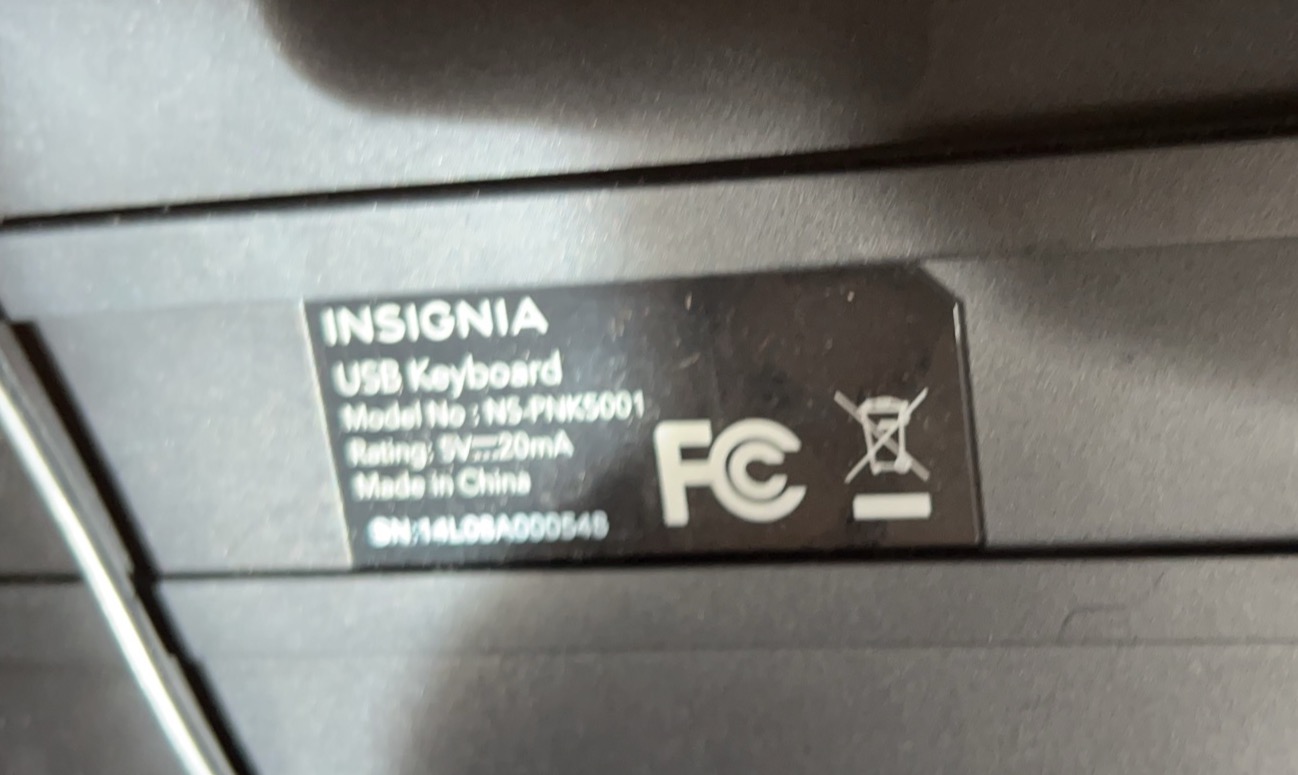 INSIGNIA
USB Keyboard
Model No : NS-PNK5001
Rating: 5V⎓20mA
Made in China
FC